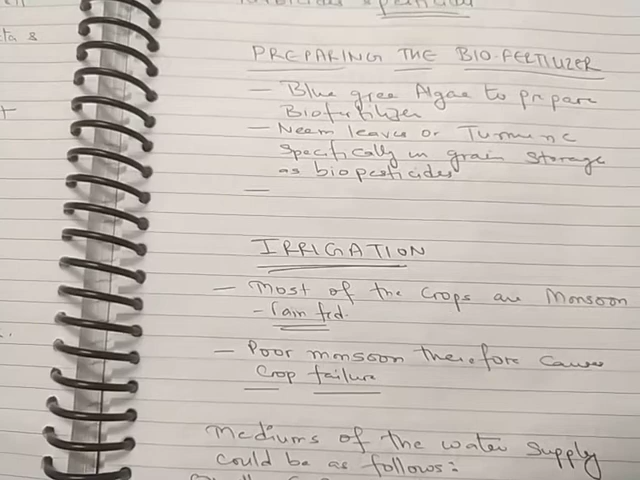 PREPARING THE BIO-FERTILIZER
- Blue gree Algae to prepare
Biofertilizer
- Neem leaves or Turmeric
Specifically in grain storage
as biopesticides
-
IRRIGATION
- Most of the Crops are Monsoon
- rain fed.
- Poor monsoon therefore causes
Crop failure
Mediums of the water supply
could be as follows: